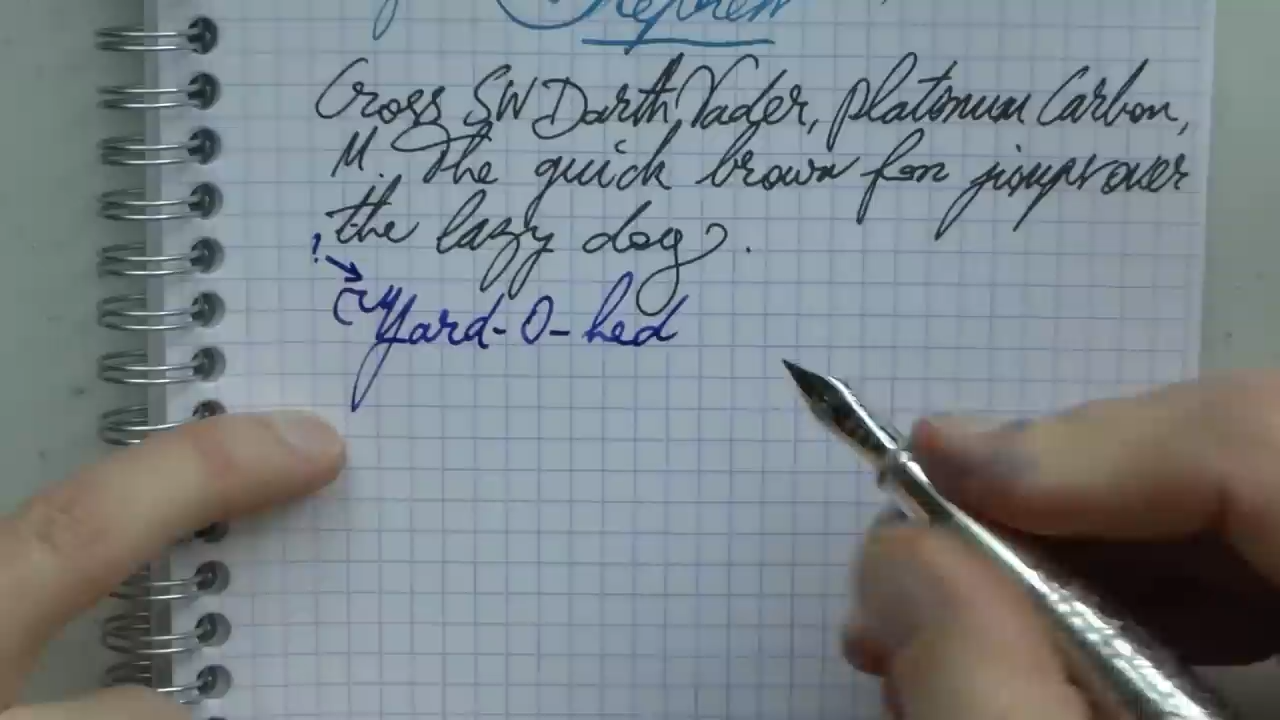 Cross SW Darth Vader, Platinum Carbon,
M. The quick brown fox jumps over
the lazy dog.
!
Yard-O-Led